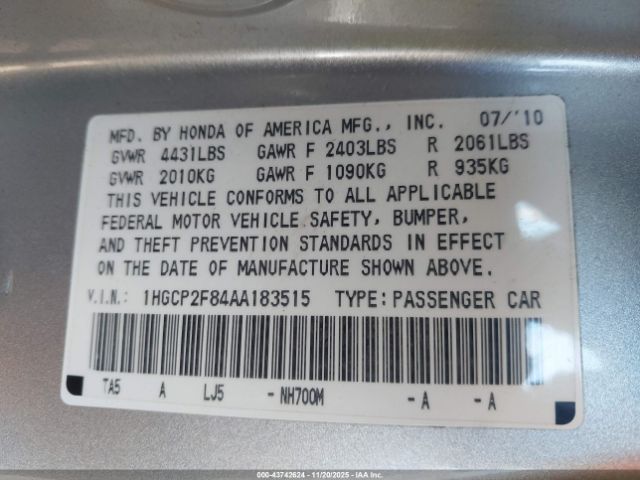 MFD. BY HONDA OF AMERICA MFG., INC. 07/'10
GVWR 4431LBS GAWR F 2403LBS R 2061LBS
GVWR 2010KG GAWR F 1090KG R 935KG
THIS VEHICLE CONFORMS TO ALL APPLICABLE
FEDERAL MOTOR VEHICLE SAFETY, BUMPER,
AND THEFT PREVENTION STANDARDS IN EFFECT
ON THE DATE OF MANUFACTURE SHOWN ABOVE.
V.I.N.: 1HGCP2F84AA183515 TYPE: PASSENGER CAR
TA5 A LJ5 - NH700M - A - A
000-43742624 - 11/20/2025 - IAA Inc.